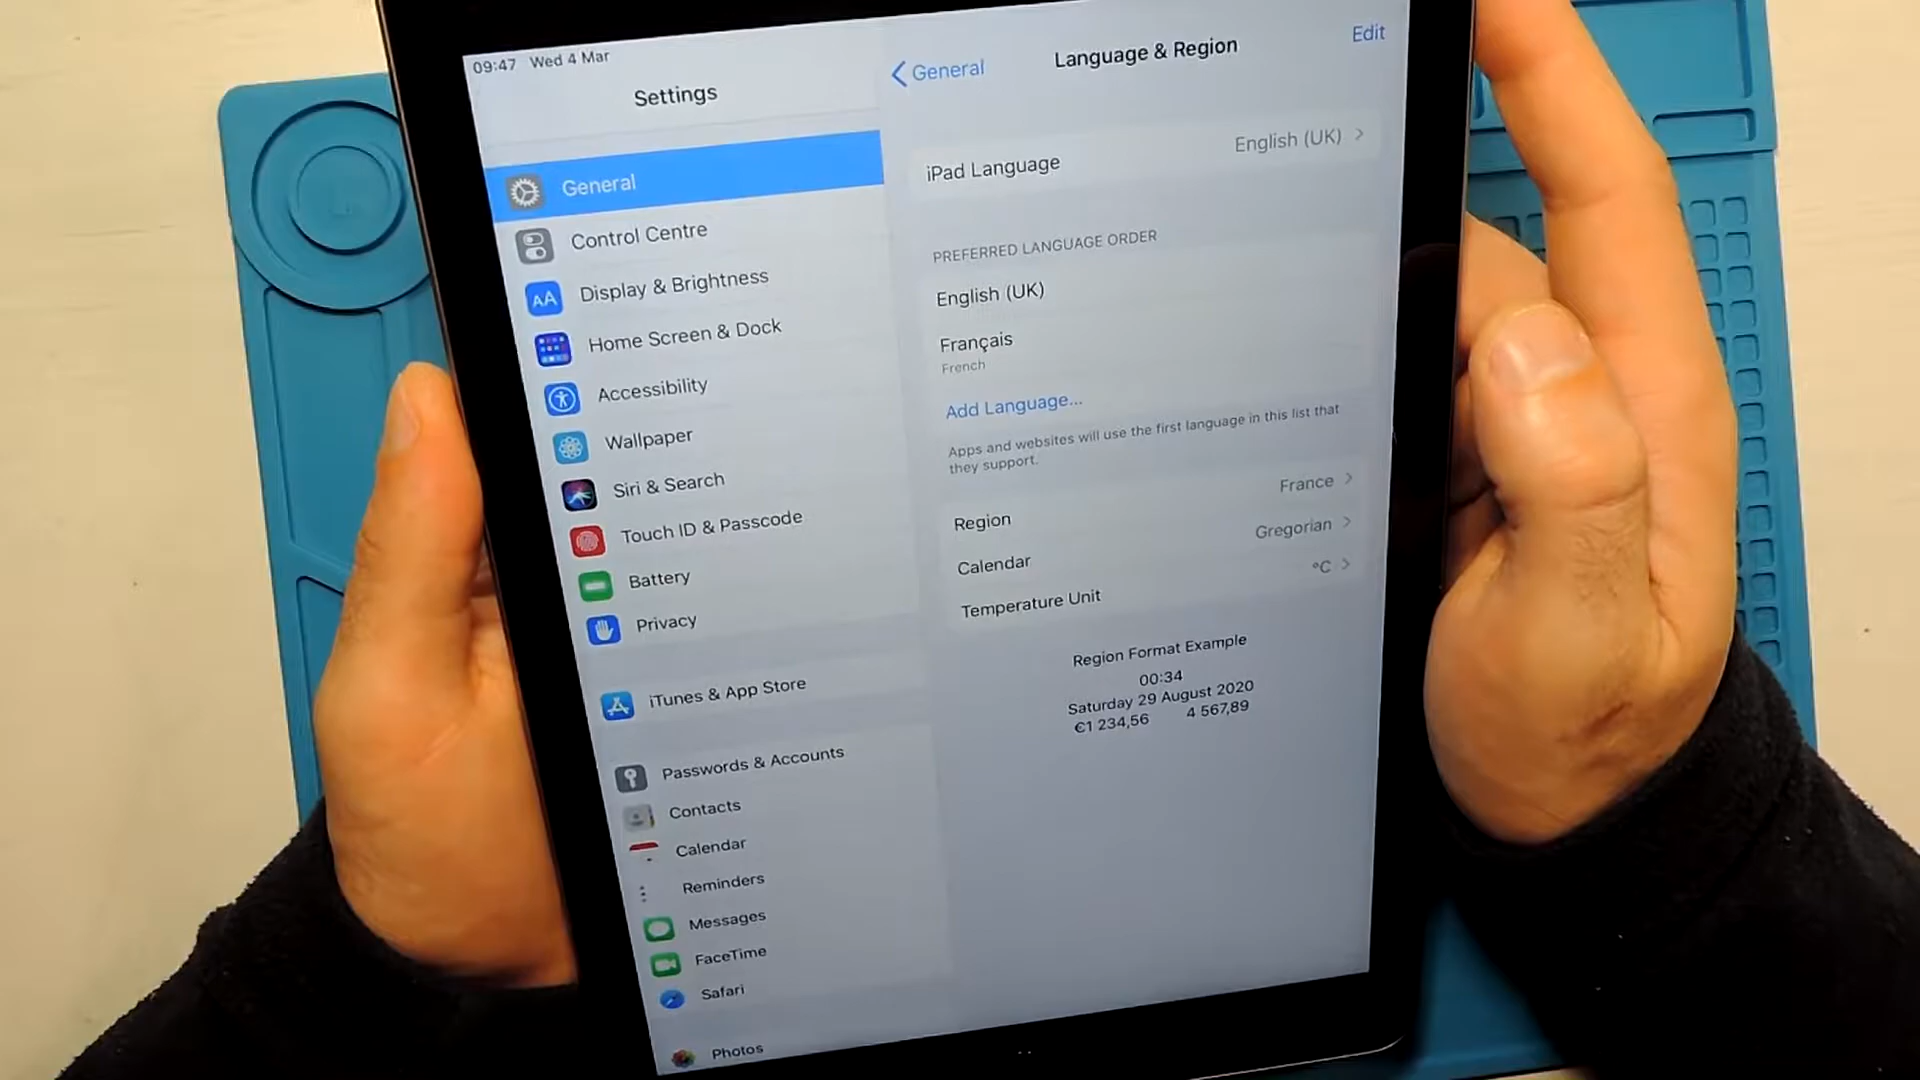 09:47 Wed 4 Mar
Settings
General
Control Centre
AA Display & Brightness
Home Screen & Dock
Accessibility
Wallpaper
Siri & Search
Touch ID & Passcode
Battery
Privacy
iTunes & App Store
Passwords & Accounts
Contacts
Calendar
Reminders
Messages
FaceTime
Safari
Photos
General
Language & Region
Edit
iPad Language English (UK)
PREFERRED LANGUAGE ORDER
English (UK)
Français
French
Add Language...
Apps and websites will use the first language in this list that
they support.
Region France
Calendar Gregorian
Temperature Unit °C
Region Format Example
00:34
Saturday 29 August 2020
€1 234,56 4 567,89